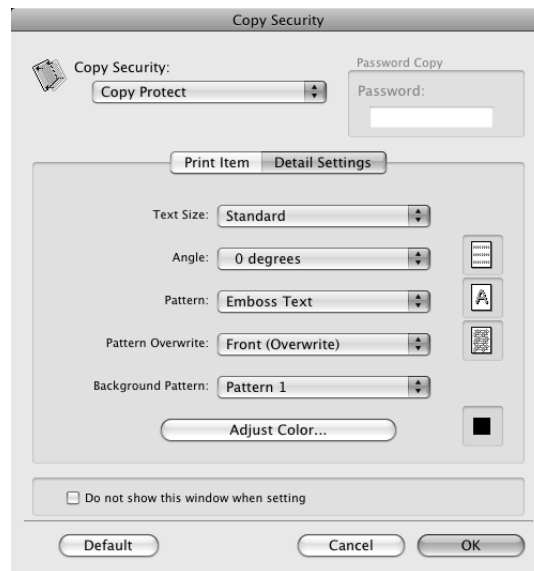 Copy Security
Copy Security:
Copy Protect
Password Copy
Password:
Print Item
Detail Settings
Text Size:
Standard
Angle:
0 degrees
Pattern:
Emboss Text
A
Pattern Overwrite:
Front (Overwrite)
Background Pattern:
Pattern 1
Adjust Color...
Do not show this window when setting
Default
Cancel
OK